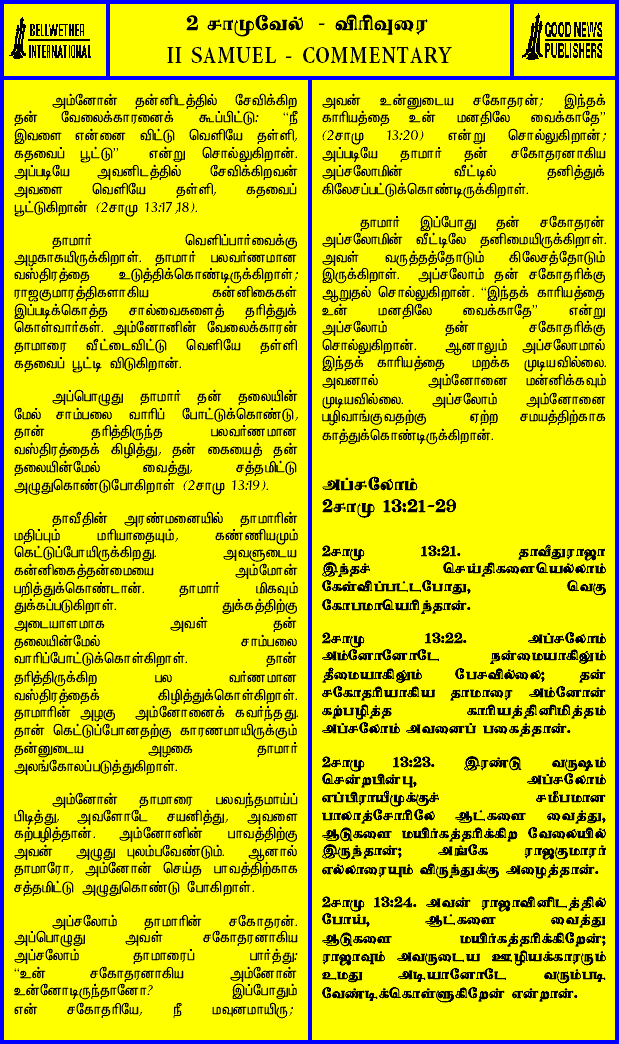 BELLWETHER
INTERNATIONAL
2 சாமுவேல் - விரிவுரை
II SAMUEL - COMMENTARY
GOOD NEWS
PUBLISHERS
அம்னோன் தன்னிடத்தில் சேவிக்கிற
தன் வேலைக்காரனைக் கூப்பிட்டு: “நீ
இவளை என்னை விட்டு வெளியே தள்ளி,
கதவைப் பூட்டு” என்று சொல்லுகிறான்.
அப்படியே அவனிடத்தில் சேவிக்கிறவன்
அவளை வெளியே தள்ளி, கதவைப்
பூட்டுகிறான் (2சாமு 13:17,18).
தாமார் வெளிப்பார்வைக்கு
அழகாகயிருக்கிறாள். தாமார் பலவர்ணமான
வஸ்திரத்தை உடுத்திக்கொண்டிருக்கிறாள்;
ராஜகுமாரத்திகளாகிய கன்னிகைகள்
இப்படிக்கொத்த சால்வைகளைத் தரித்துக்
கொள்வார்கள். அம்னோனின் வேலைக்காரன்
தாமாரை வீட்டைவிட்டு வெளியே தள்ளி
கதவைப் பூட்டி விடுகிறான்.
அப்பொழுது தாமார் தன் தலையின்
மேல் சாம்பலை வாரிப் போட்டுக்கொண்டு,
தான் தரித்திருந்த பலவர்ணமான
வஸ்திரத்தைக் கிழித்து, தன் கையைத் தன்
தலையின்மேல் வைத்து, சத்தமிட்டு
அழுதுகொண்டுபோகிறாள் (2சாமு 13:19).
தாவீதின் அரண்மனையில் தாமாரின்
மதிப்பும் மரியாதையும், கண்ணியமும்
கெட்டுப்போயிருக்கிறது. அவளுடைய
கன்னிகைத்தன்மையை அம்மோன்
பறித்துக்கொண்டான். தாமார் மிகவும்
துக்கப்படுகிறாள். துக்கத்திற்கு
அடையாளமாக அவள் தன்
தலையின்மேல் சாம்பலை
வாரிப்போட்டுக்கொள்கிறாள். தான்
தரித்திருக்கிற பல வர்ணமான
வஸ்திரத்தைக் கிழித்துக்கொள்கிறாள்.
தாமாரின் அழகு அம்னோனைக் கவர்ந்தது.
தான் கெட்டுப்போனதற்கு காரணமாயிருக்கும்
தன்னுடைய அழகை தாமார்
அலங்கோலப்படுத்துகிறாள்.
அம்னோன் தாமாரை பலவந்தமாய்ப்
பிடித்து, அவளோடே சயனித்து, அவளை
கற்பழித்தான். அம்னோனின் பாவத்திற்கு
அவன் அழுது புலம்பவேண்டும். ஆனால்
தாமாரோ, அம்னோன் செய்த பாவத்திற்காக
சத்தமிட்டு அழுதுகொண்டு போகிறாள்.
அப்சலோம் தாமாரின் சகோதரன்.
அப்பொழுது அவள் சகோதரனாகிய
அப்சலோம் தாமாரைப் பார்த்து:
“உன் சகோதரனாகிய அம்னோன்
உன்னோடிருந்தானோ? இப்போதும்
என் சகோதரியே, நீ மவுனமாயிரு;
அவன் உன்னுடைய சகோதரன்; இந்தக்
காரியத்தை உன் மனதிலே வைக்காதே”
(2சாமு 13:20) என்று சொல்லுகிறான்;
அப்படியே தாமார் தன் சகோதரனாகிய
அப்சலோமின் வீட்டில் தனித்துக்
கிலேசப்பட்டுக்கொண்டிருக்கிறாள்.
தாமார் இப்போது தன் சகோதரன்
அப்சலோமின் வீட்டிலே தனிமையிருக்கிறாள்.
அவள் வருத்தத்தோடும் கிலேசத்தோடும்
இருக்கிறாள். அப்சலோம் தன் சகோதரிக்கு
ஆறுதல் சொல்லுகிறான். “இந்தக் காரியத்தை
உன் மனதிலே வைக்காதே” என்று
அப்சலோம் தன் சகோதரிக்கு
சொல்லுகிறான். ஆனாலும் அப்சலோமால்
இந்தக் காரியத்தை மறக்க முடியவில்லை.
அவனால் அம்னோனை மன்னிக்கவும்
முடியவில்லை. அப்சலோம் அம்னோனை
பழிவாங்குவதற்கு ஏற்ற சமயத்திற்காக
காத்துக்கொண்டிருக்கிறான்.
அப்சலோம்
2சாமு 13:21-29
2சாமு 13:21. தாவீதுராஜா
இந்தச் செய்திகளையெல்லாம்
கேள்விப்பட்டபோது, வெகு
கோபமாயெரிந்தான்.
2சாமு 13:22. அப்சலோம்
அம்னோனோடே நன்மையாகிலும்
தீமையாகிலும் பேசவில்லை; தன்
சகோதரியாகிய தாமாரை அம்னோன்
கற்பழித்த காரியத்தினிமித்தம்
அப்சலோம் அவனைப் பகைத்தான்.
2சாமு 13:23. இரண்டு வருஷம்
சென்றபின்பு, அப்சலோம்
எப்பிராயீமுக்குச் சமீபமான
பாலாத்சோரிலே ஆட்களை வைத்து,
ஆடுகளை மயிர்கத்தரிக்கிற வேலையில்
இருந்தான்; அங்கே ராஜகுமாரர்
எல்லாரையும் விருந்துக்கு அழைத்தான்.
2சாமு 13:24. அவன் ராஜாவினிடத்தில்
போய், ஆட்களை வைத்து
ஆடுகளை மயிர்கத்தரிக்கிறேன்;
ராஜாவும் அவருடைய ஊழியக்காரரும்
உமது அடியானோடே வரும்படி
வேண்டிக்கொள்ளுகிறேன் என்றான்.